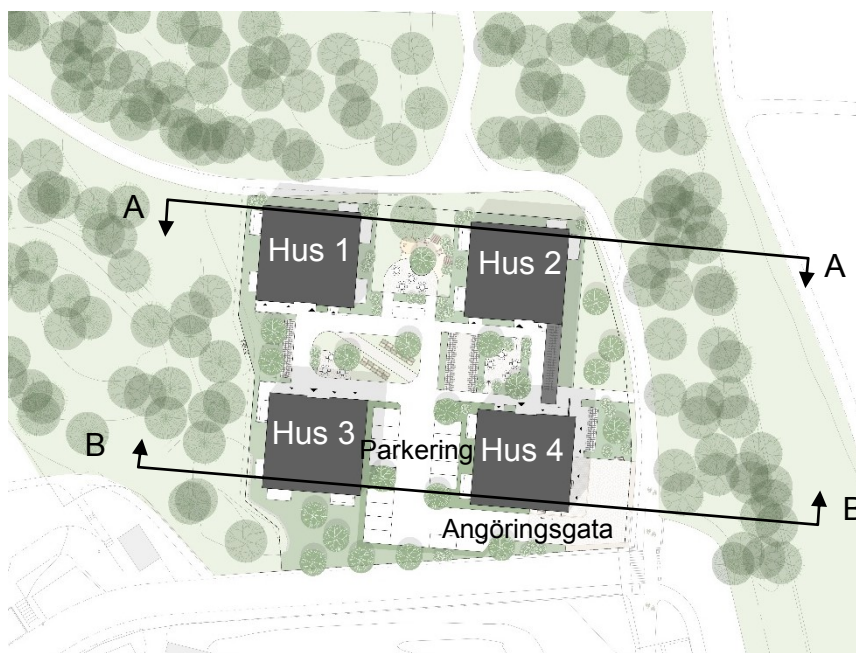 A
Hus 1
Hus 2
A
B
Hus 3
Parkering
Hus 4
B
Angöringsgata